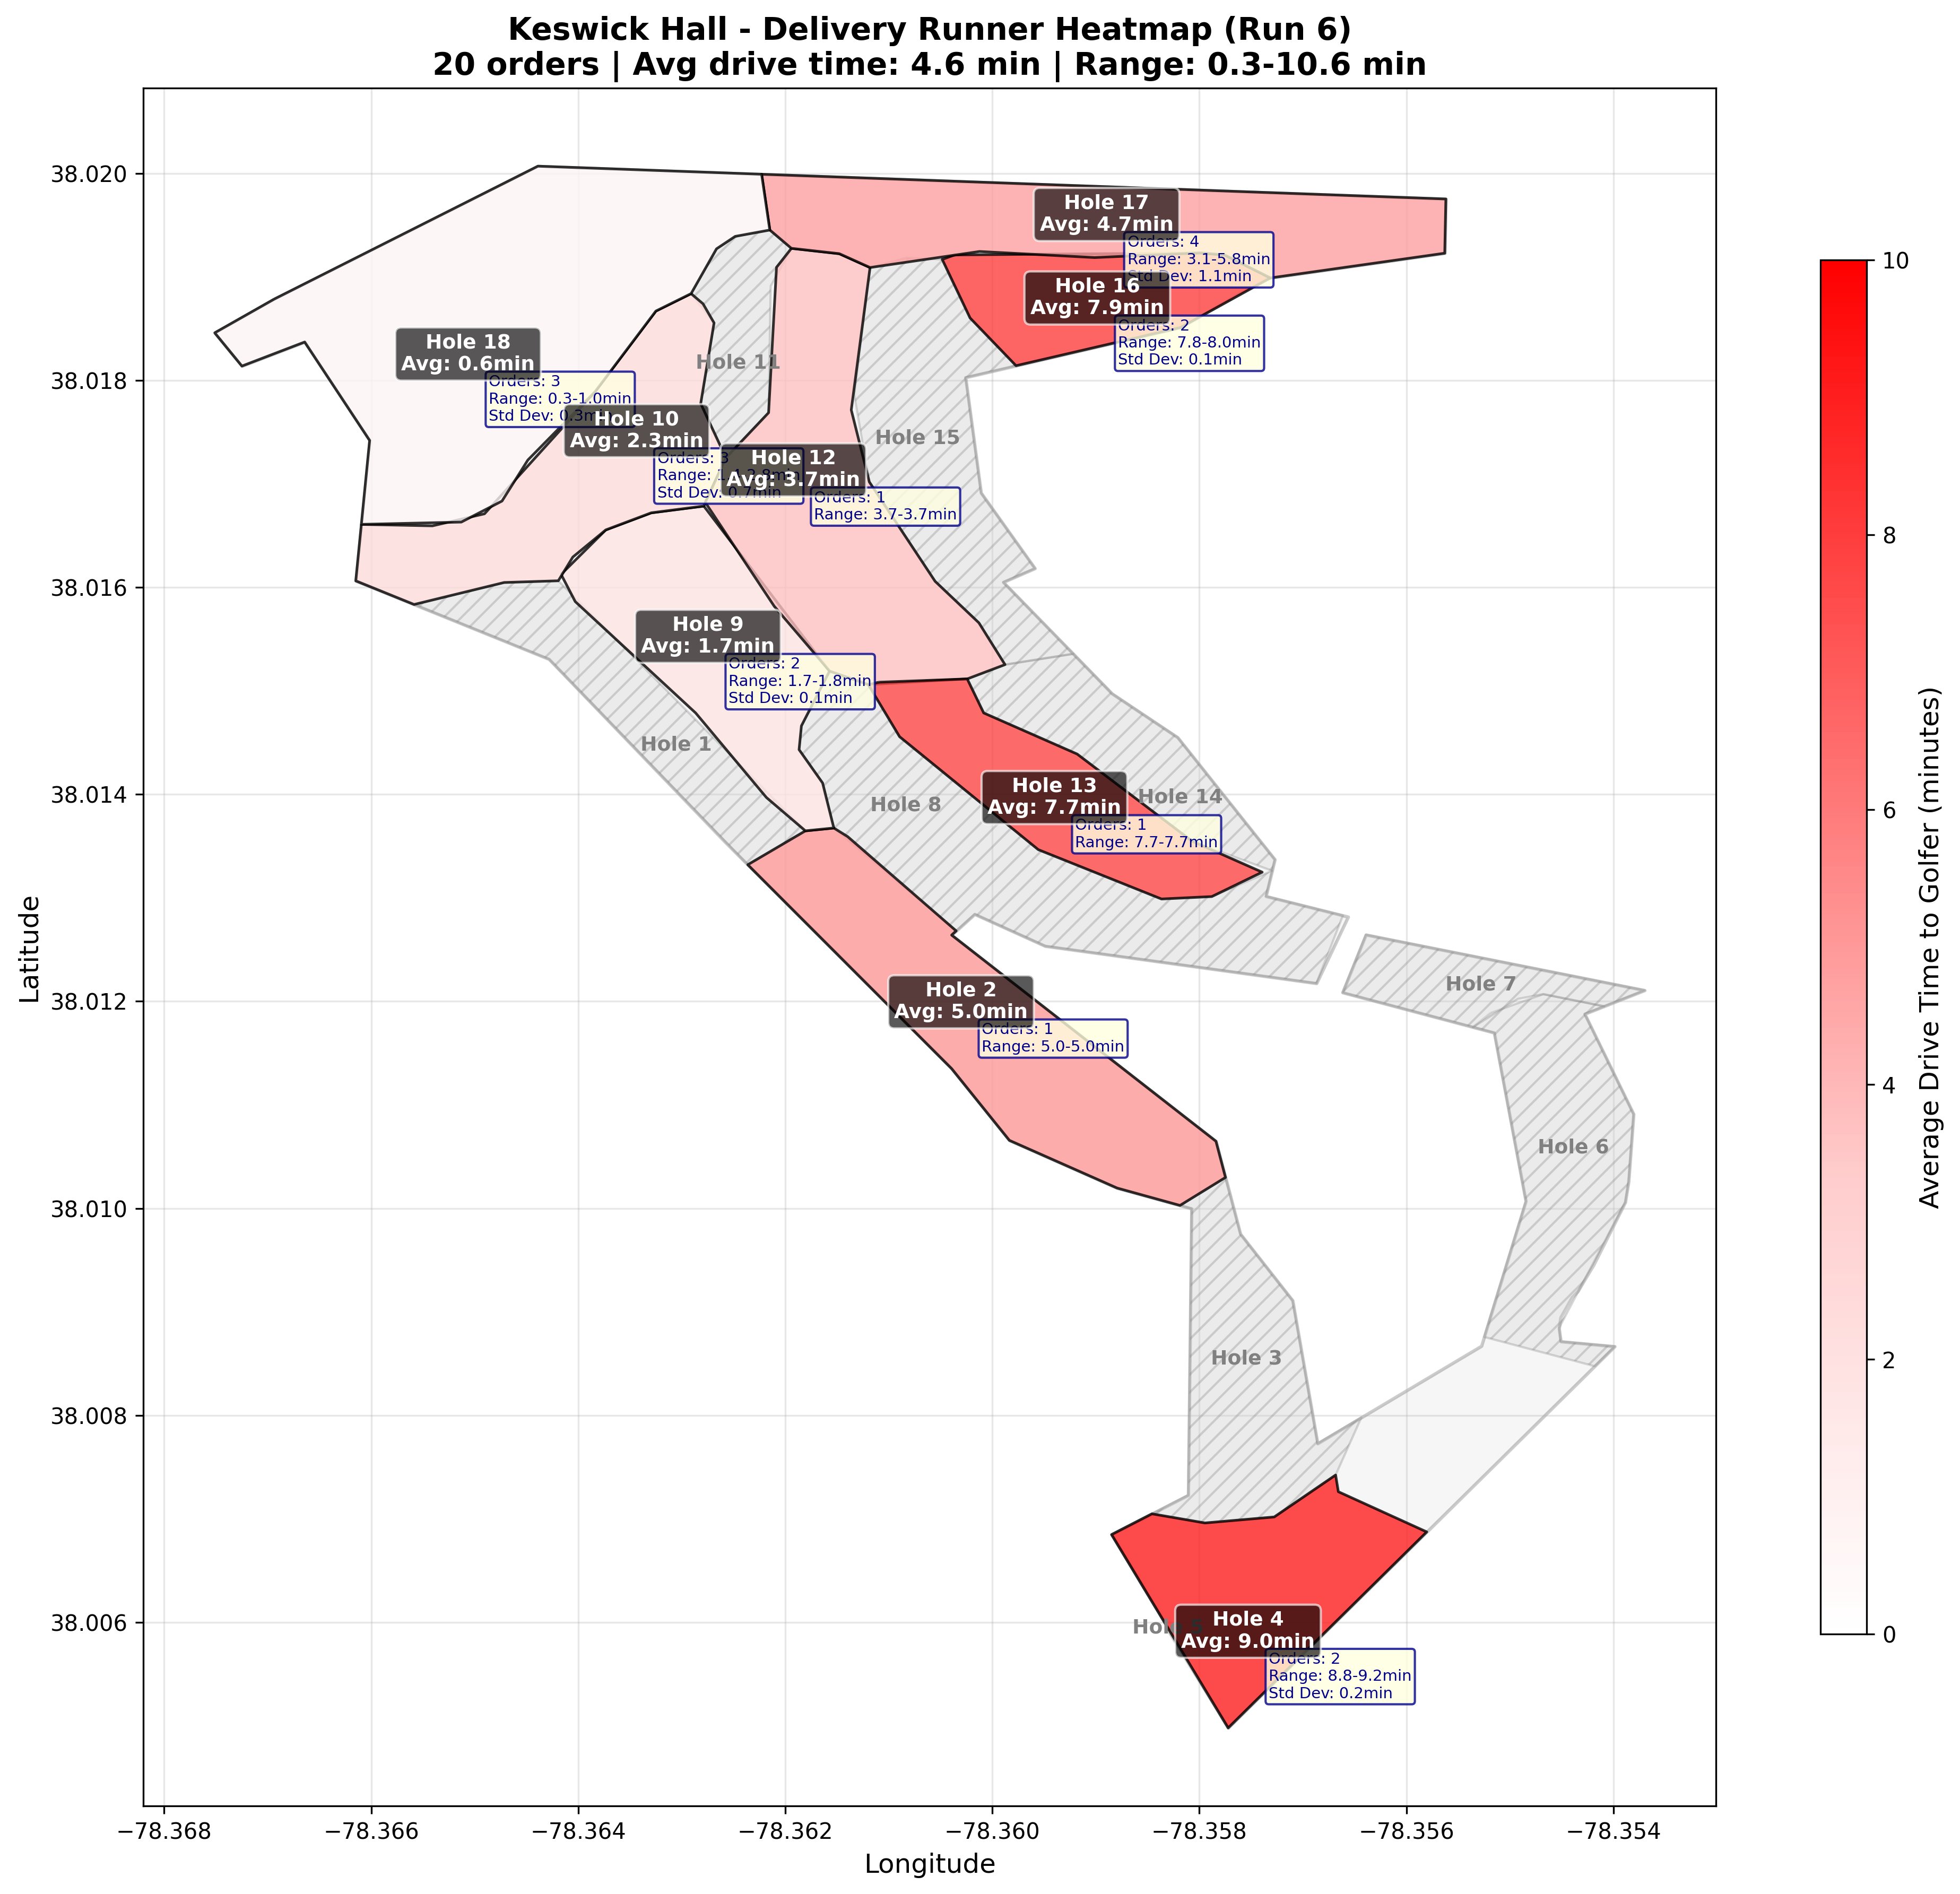 Keswick Hall - Delivery Runner Heatmap (Run 6)
20 orders | Avg drive time: 4.6 min | Range: 0.3-10.6 min
Latitude
Longitude
38.020
38.018
38.016
38.014
38.012
38.010
38.008
38.006
−78.368
−78.366
−78.364
−78.362
−78.360
−78.358
−78.356
−78.354
Hole 17
Avg: 4.7min
Orders: 4
Range: 3.1-5.8min
Std Dev: 1.1min
Hole 16
Avg: 7.9min
Orders: 2
Range: 7.8-8.0min
Std Dev: 0.1min
Hole 18
Avg: 0.6min
Orders: 3
Range: 0.3-1.0min
Std Dev: 0.3min
Hole 11
Hole 10
Avg: 2.3min
Orders: 3
Range:
Std Dev: 0.7min
Hole 12
Avg: 3.7min
Orders: 1
Range: 3.7-3.7min
Hole 15
Hole 9
Avg: 1.7min
Orders: 2
Range: 1.7-1.8min
Std Dev: 0.1min
Hole 1
Hole 8
Hole 13
Avg: 7.7min
Orders: 1
Range: 7.7-7.7min
Hole 14
Hole 2
Avg: 5.0min
Orders: 1
Range: 5.0-5.0min
Hole 7
Hole 6
Hole 3
Hole 4
Avg: 9.0min
Orders: 2
Range: 8.8-9.2min
Std Dev: 0.2min
10
8
6
4
2
0
Average Drive Time to Golfer (minutes)